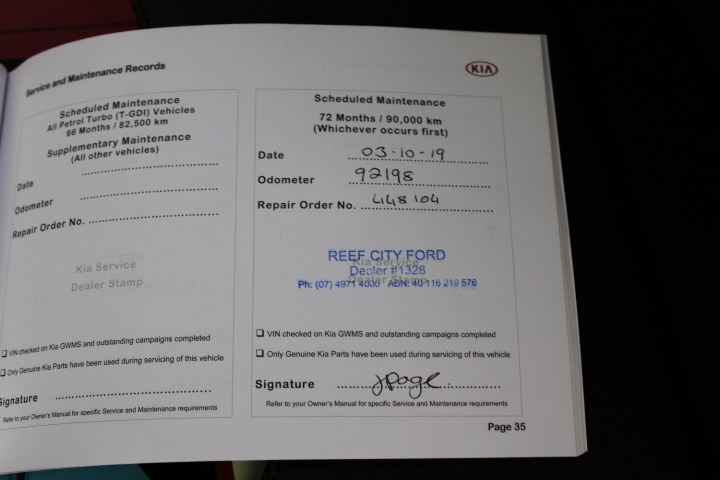 Service and Maintenance Records
Scheduled Maintenance
All Petrol Turbo (T-GDI) Vehicles
66 Months / 82,500 km
Supplementary Maintenance
(All other vehicles)
Date
Odometer
Repair Order No.
Kia Service
Dealer Stamp
❑ VIN checked on Kia GWMS and outstanding campaigns completed
❑ Only Genuine Kia Parts have been used during servicing of this vehicle
Signature
Refer to your Owner's Manual for specific Service and Maintenance requirements
KIA
Scheduled Maintenance
72 Months / 90,000 km
(Whichever occurs first)
Date 03-10-19
Odometer 92198
Repair Order No. 448104
REEF CITY FORD
Kia Service
Dealer #1328
Dealer Stamp
Ph: (07) 4971 4000 ABN: 40 116 219 576
❑ VIN checked on Kia GWMS and outstanding campaigns completed
❑ Only Genuine Kia Parts have been used during servicing of this vehicle
Signature JPage
Refer to your Owner's Manual for specific Service and Maintenance requirements
Page 35